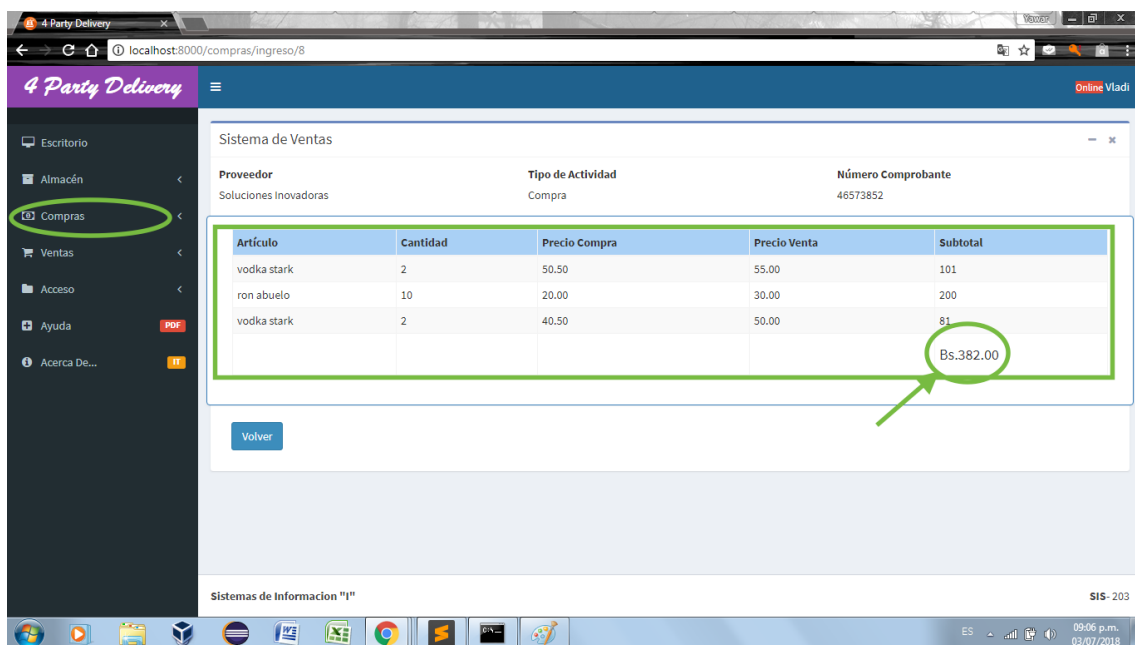 4 Party Delivery
Yawar
localhost:8000/compras/ingreso/8
4 Party Delivery
Online Vladi
Escritorio
Almacén
Compras
Ventas
Acceso
Ayuda PDF
Acerca De... IT
Sistema de Ventas
Proveedor Tipo de Actividad Número Comprobante
Soluciones Inovadoras Compra 46573852
Artículo Cantidad Precio Compra Precio Venta Subtotal
vodka stark 2 50.50 55.00 101
ron abuelo 10 20.00 30.00 200
vodka stark 2 40.50 50.00 81
Bs.382.00
Volver
Sistemas de Informacion "I" SIS- 203
ES 09:06 p.m.
03/07/2018